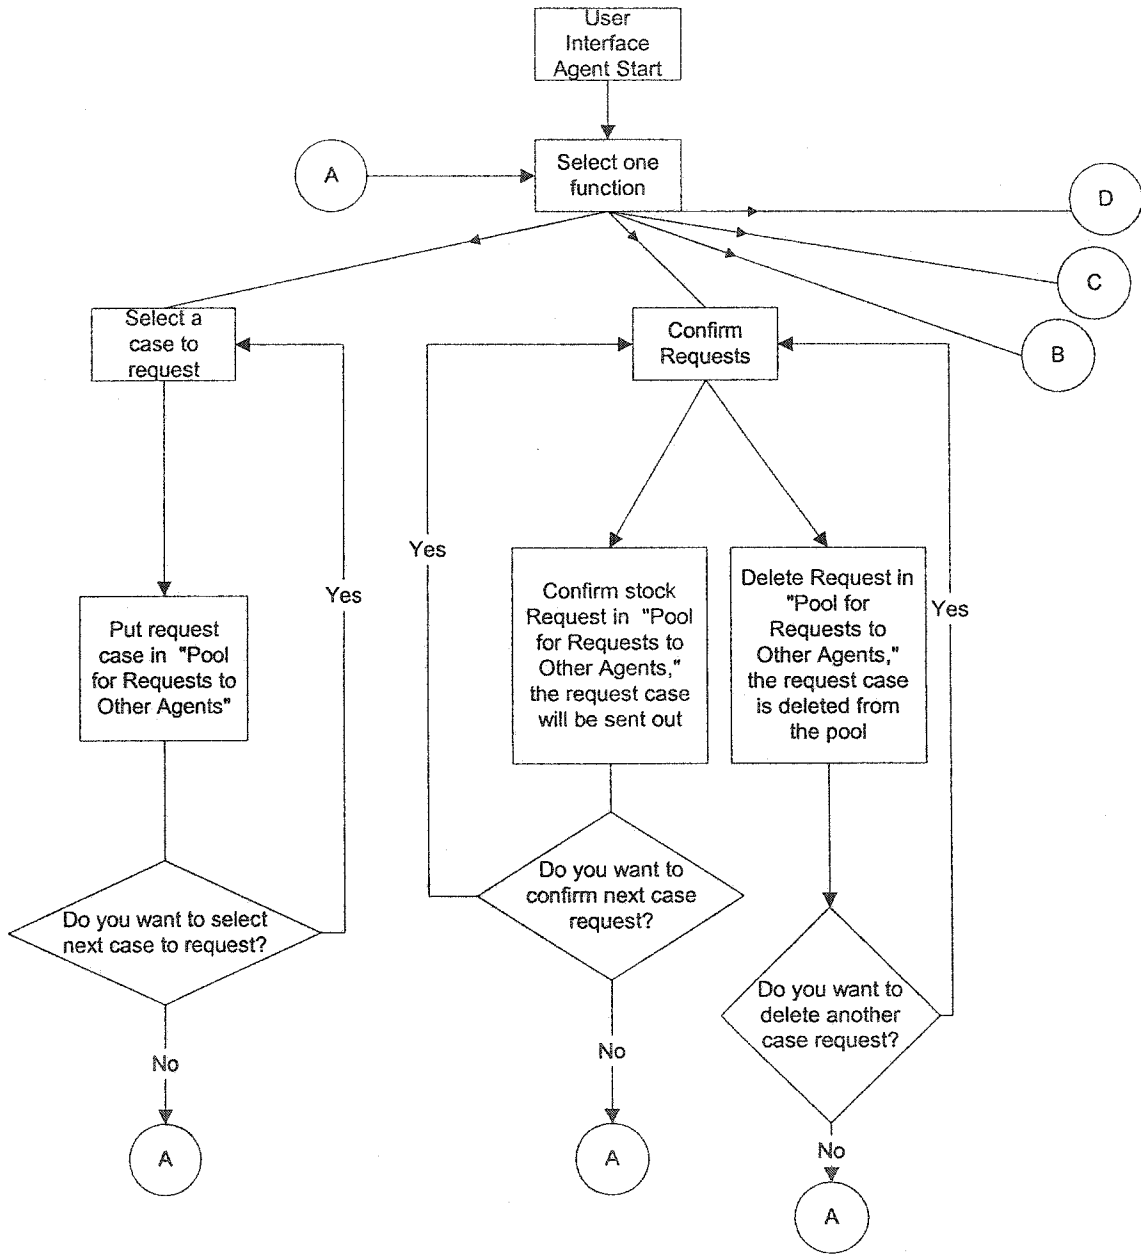 User
Interface
Agent Start
A
Select one
function
D
C
B
Select a
case to
request
Confirm
Requests
Yes
Yes
Yes
Put request
case in "Pool
for Requests to
Other Agents"
Confirm stock
Request in "Pool
for Requests to
Other Agents,"
the request case
will be sent out
Delete Request in
"Pool for
Requests to
Other Agents,"
the request case
is deleted from
the pool
Do you want to select
next case to request?
Do you want to
confirm next case
request?
Do you want to
delete another
case request?
No
No
No
A
A
A